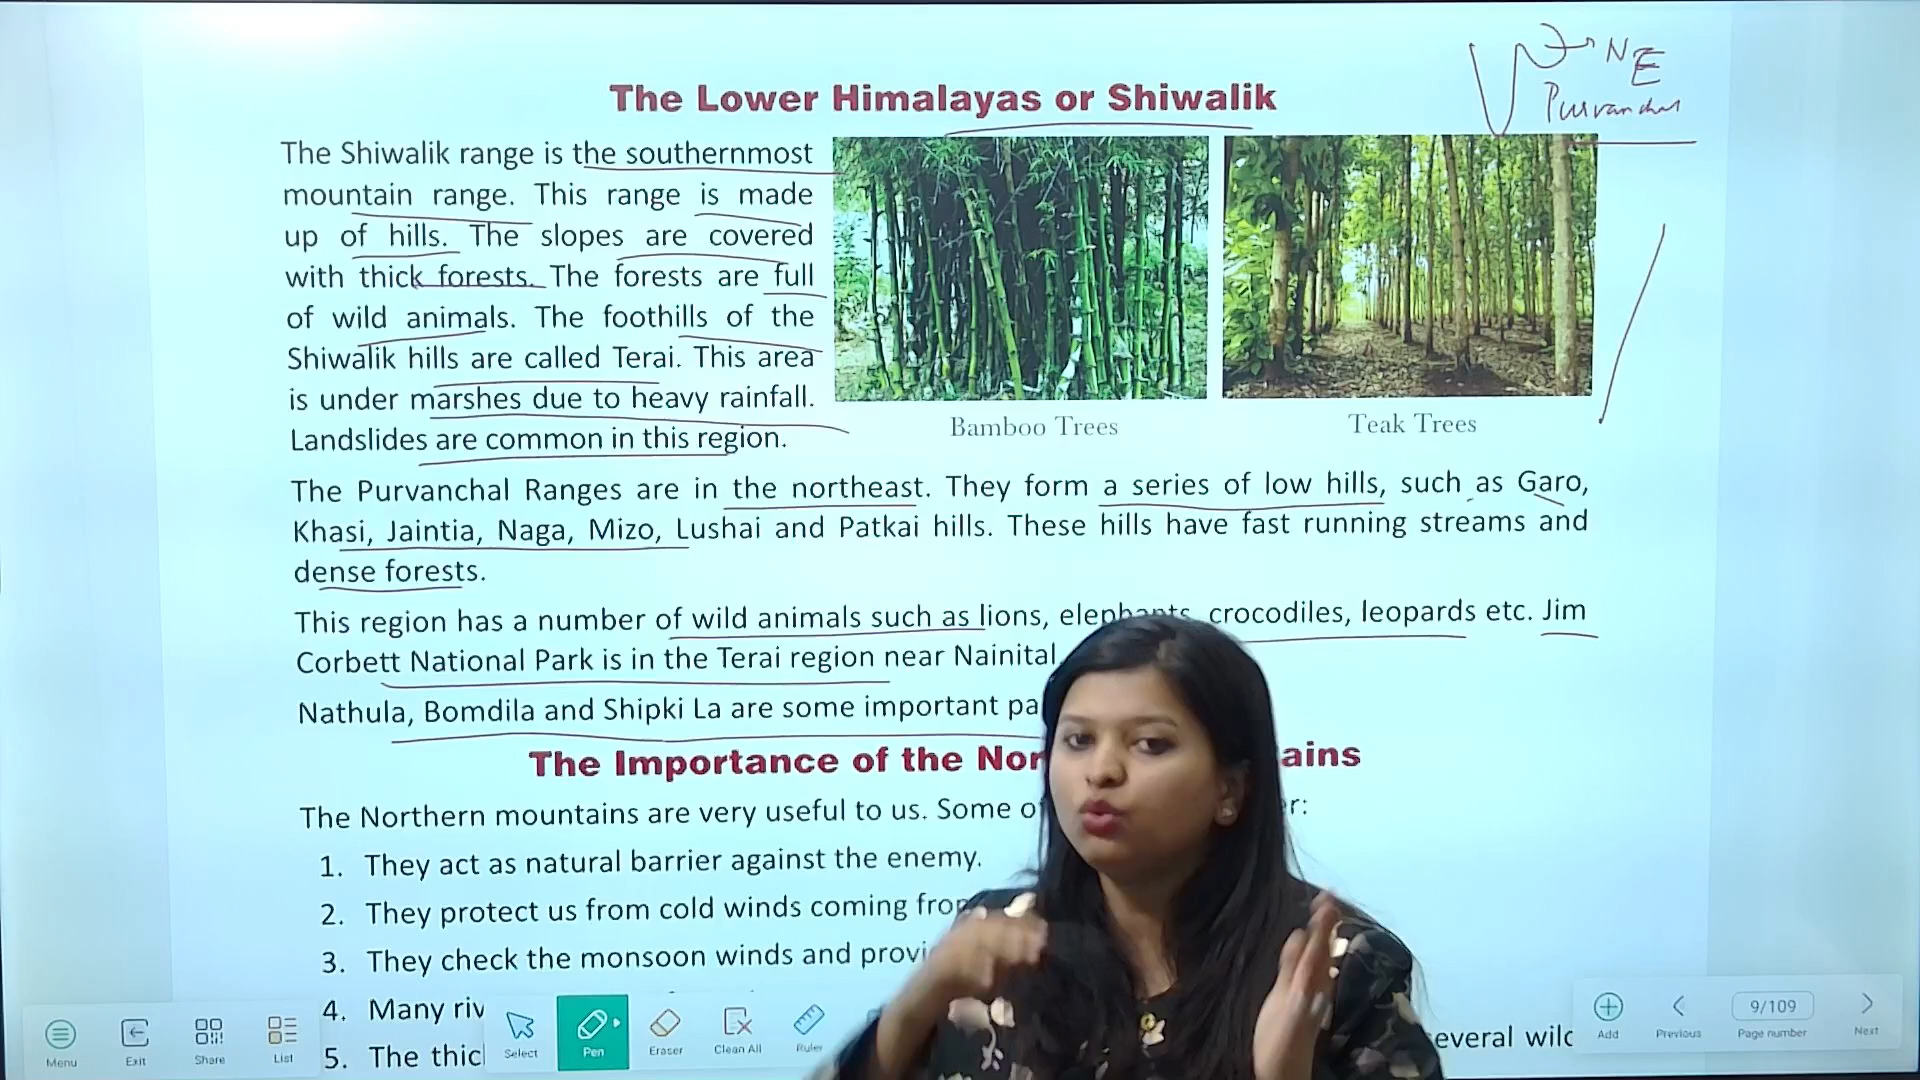 NE
Purvanchal
The Lower Himalayas or Shiwalik
The Shiwalik range is the southernmost
mountain range. This range is made
up of hills. The slopes are covered
with thick forests. The forests are full
of wild animals. The foothills of the
Shiwalik hills are called Terai. This area
is under marshes due to heavy rainfall.
Landslides are common in this region.
Bamboo Trees
Teak Trees
The Purvanchal Ranges are in the northeast. They form a series of low hills, such as Garo,
Khasi, Jaintia, Naga, Mizo, Lushai and Patkai hills. These hills have fast running streams and
dense forests.
This region has a number of wild animals such as lions, elephants, crocodiles, leopards etc. Jim
Corbett National Park is in the Terai region near Nainital.
Nathula, Bomdila and Shipki La are some important pa
The Importance of the Nor ains
The Northern mountains are very useful to us. Some of r:
1. They act as natural barrier against the enemy.
2. They protect us from cold winds coming from
3. They check the monsoon winds and provi
4. Many riv
5. The thic everal wild
Menu
Exit
Share
List
Select
Pen
Eraser
Clean All
Ruler
Add
Previous
9/109
Page number
Next